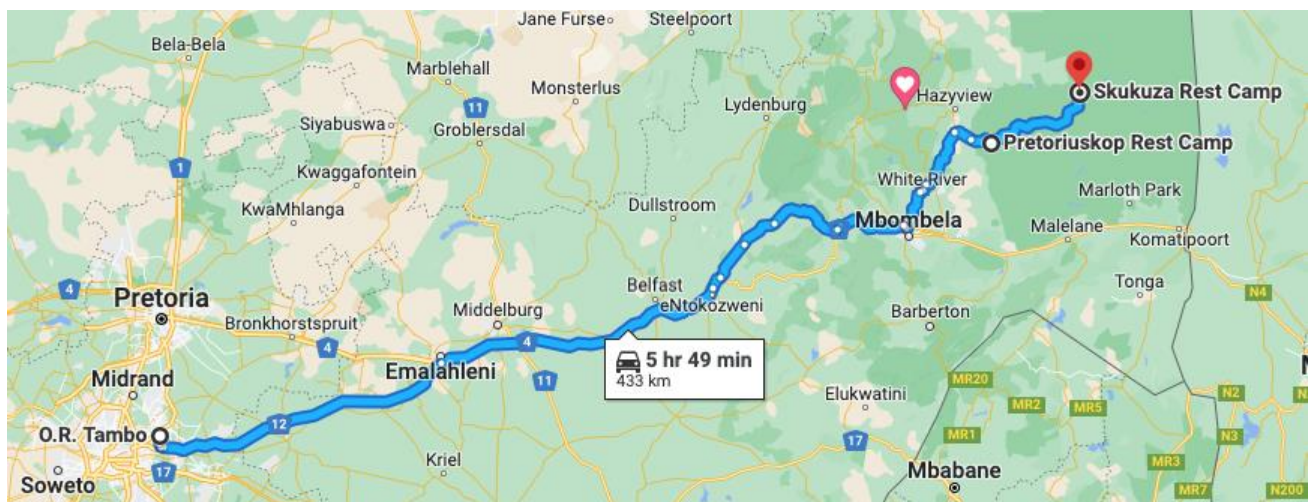 Jane Furse
Steelpoort
Bela-Bela
Marblehall
11
Monsterlus
Lydenburg
Hazyview
Skukuza Rest Camp
Siyabuswa
Groblersdal
Pretoriuskop Rest Camp
1
Kwaggafontein
White River
Marloth Park
KwaMhlanga
Dullstroom
Mbombela
Malelane
Komatipoort
4
Pretoria
Belfast
eNtokozweni
Tonga
N4
Bronkhorstspruit
Middelburg
Barberton
4
4
5 hr 49 min
433 km
Midrand
Emalahleni
11
MR20
Elukwatini
MR2
MR5
N2
N2
O.R. Tambo
12
17
MR1
N3
17
Kriel
MR3
Soweto
Mbabane
MR7
N200